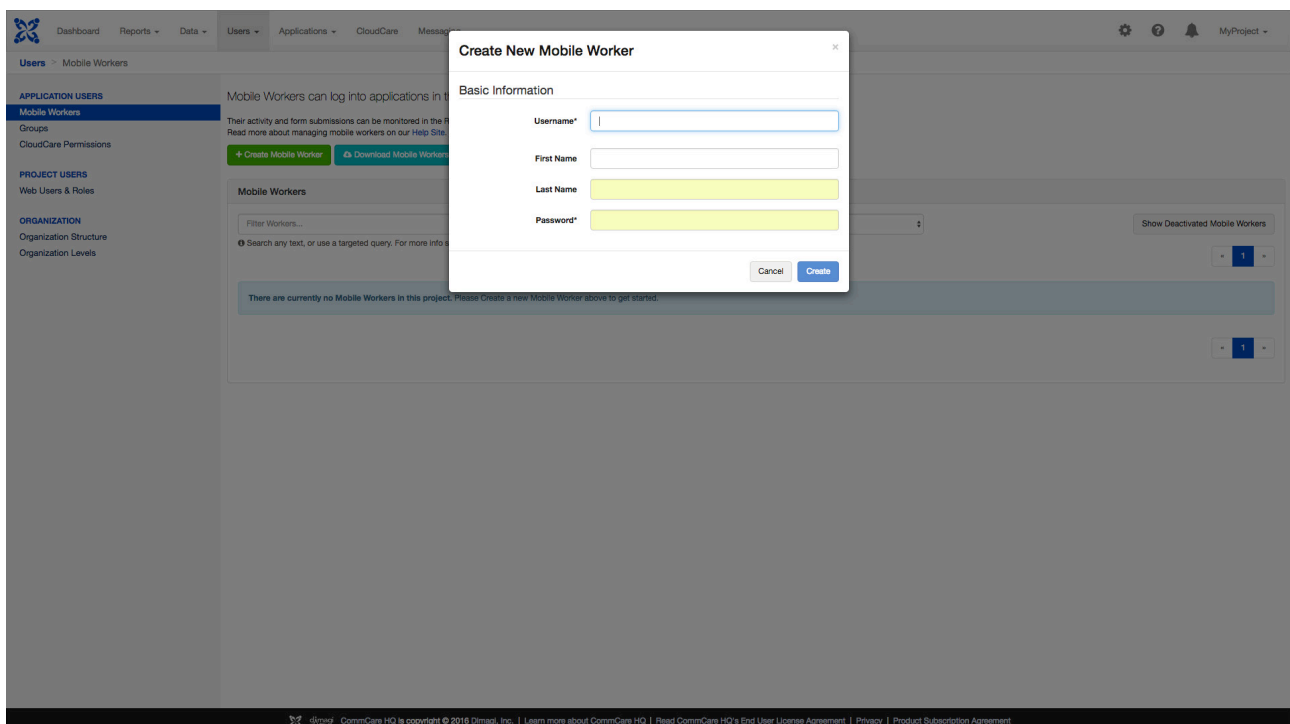 Dashboard Reports Data Users Applications CloudCare MyProject
Users > Mobile Workers
APPLICATION USERS
Mobile Workers
Groups
CloudCare Permissions
PROJECT USERS
Web Users & Roles
ORGANIZATION
Organization Structure
Organization Levels
Mobile Workers can log into applications in
Their activity and form submissions can be monitored in the
Read more about managing mobile workers on our Help Site.
+ Create Mobile Worker
Download Mobile Workers
Mobile Workers
Filter Workers...
Show Deactivated Mobile Workers
Search any text, or use a targeted query. For more info
« 1 »
There are currently no Mobile Workers in this project. Please Create a new Mobile Worker above to get started.
« 1 »
Create New Mobile Worker ×
Basic Information
Username*
First Name
Last Name
Password*
Cancel Create
dimagi CommCare HQ is copyright © 2016 Dimagi, Inc. | Learn more about CommCare HQ | Read CommCare HQ's End User License Agreement | Privacy | Product Subscription Agreement